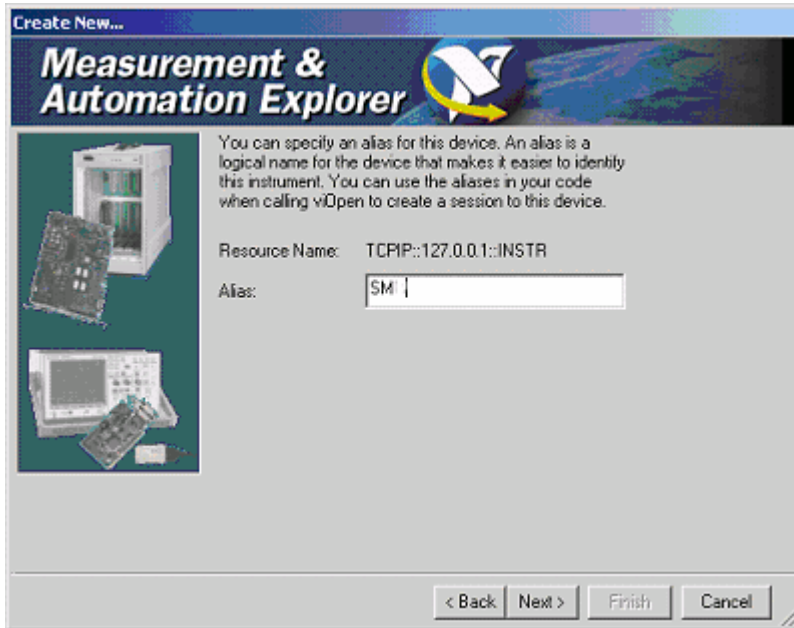 Create New...
Measurement &
Automation Explorer
You can specify an alias for this device. An alias is a
logical name for the device that makes it easier to identify
this instrument. You can use the aliases in your code
when calling viOpen to create a session to this device.
Resource Name: TCPIP::127.0.0.1::INSTR
Alias:
< Back Next > Finish Cancel